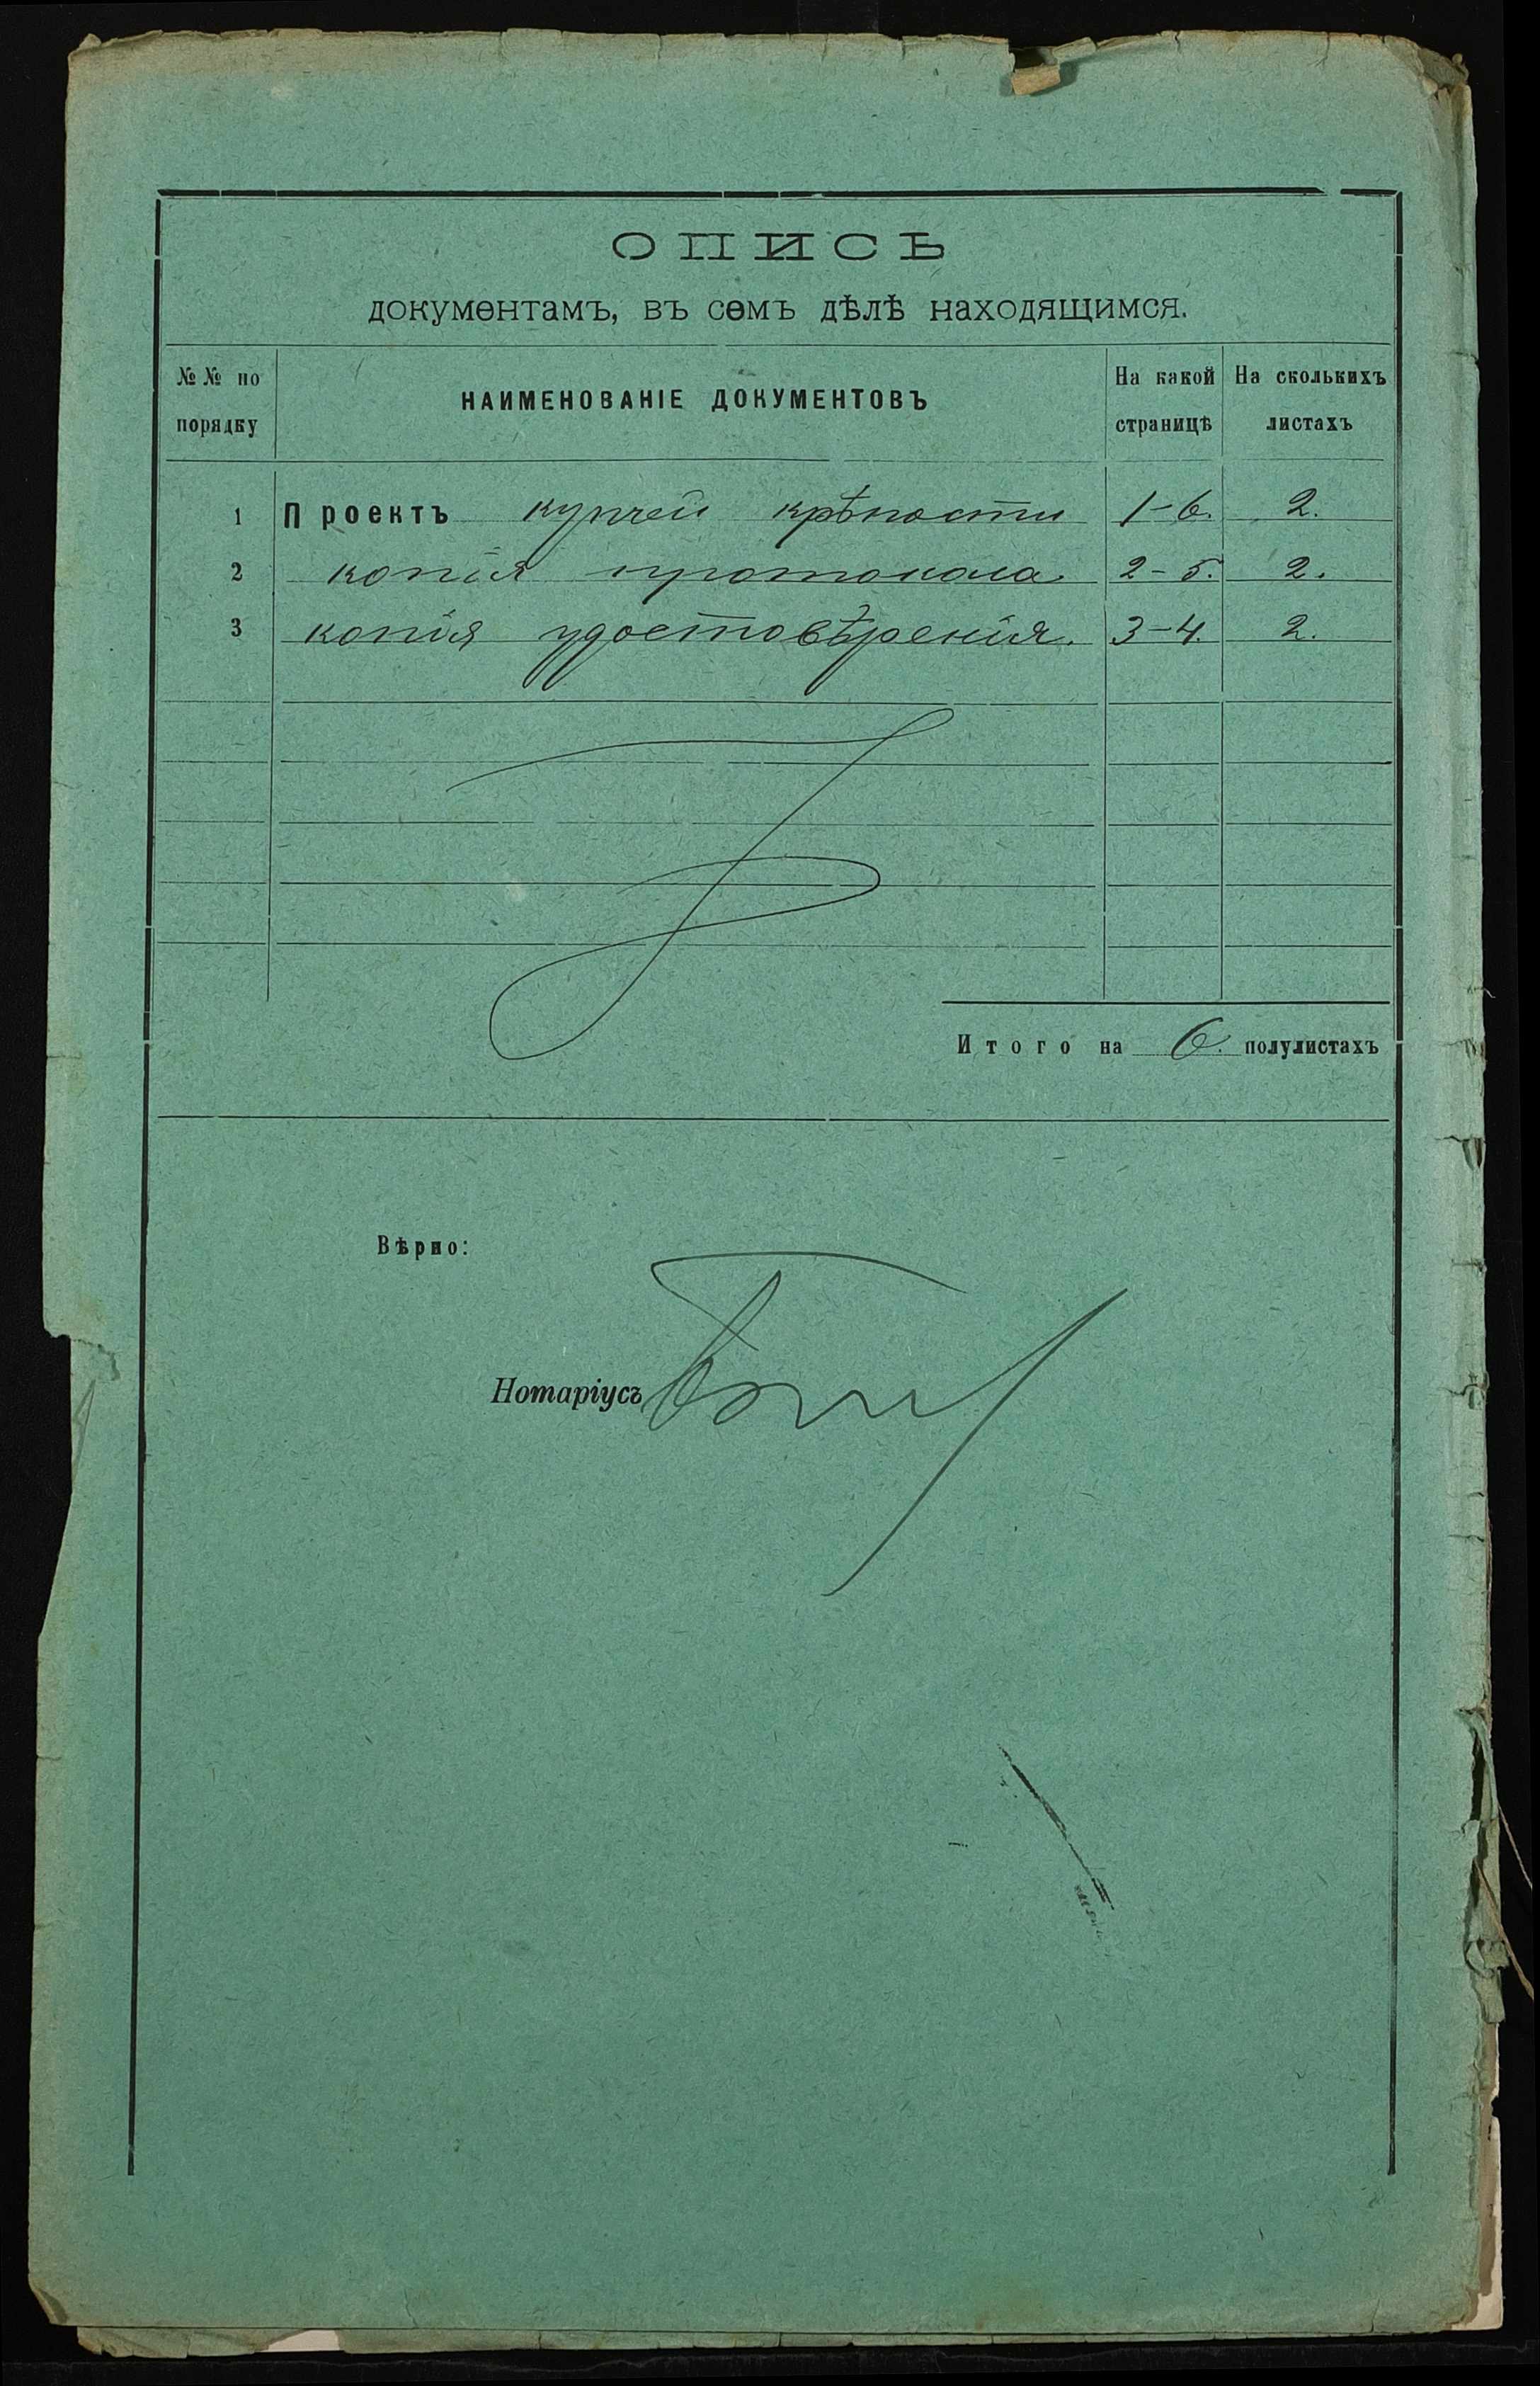 ОПИСЬ
документамъ, въ семъ дѣлѣ находящимся.
№№ по порядку НАИМЕНОВАНІЕ ДОКУМЕНТОВЪ На какой страницѣ На сколькихъ листахъ
1 Проектъ купчей крѣпости 1-6. 2.
2 копія протокола 2-5. 2.
3 копія удостовѣренія. 3-4. 2.
Итого на 6. полулистахъ
Вѣрно:
Нотаріусъ